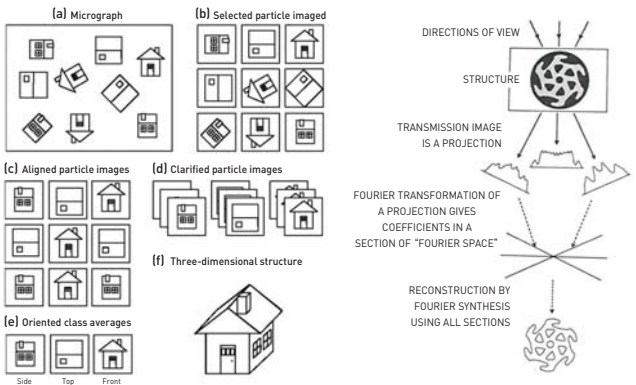 (a) Micrograph
(b) Selected particle imaged
(c) Aligned particle images
(d) Clarified particle images
(f) Three-dimensional structure
(e) Oriented class averages
Side Top Front
DIRECTIONS OF VIEW
STRUCTURE
TRANSMISSION IMAGE
IS A PROJECTION
FOURIER TRANSFORMATION OF
A PROJECTION GIVES
COEFFICIENTS IN A
SECTION OF "FOURIER SPACE"
RECONSTRUCTION BY
FOURIER SYNTHESIS
USING ALL SECTIONS